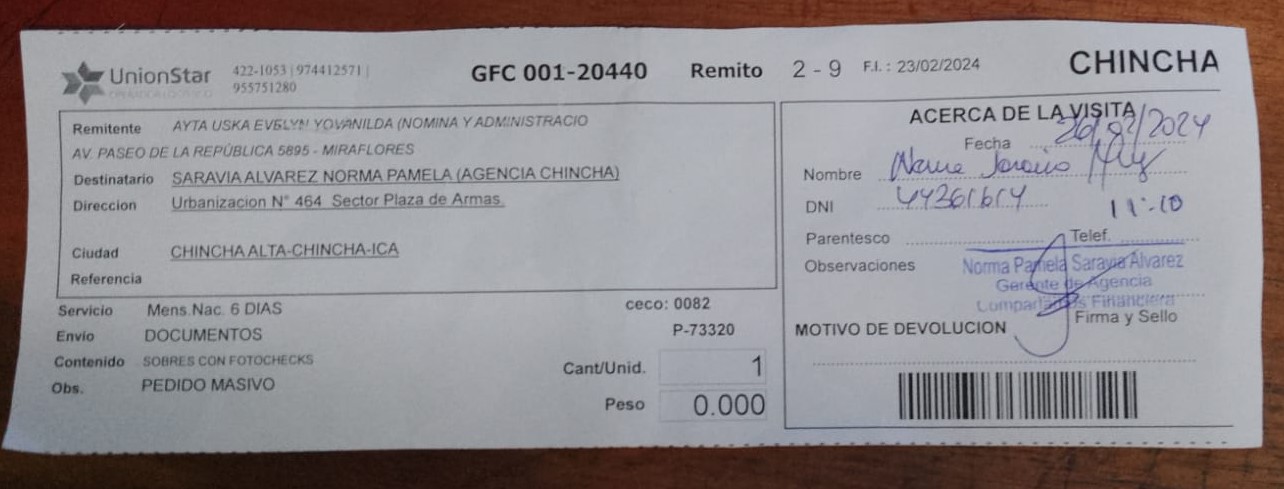 UnionStar 422-1053 | 974412571 |
955751280
GFC 001-20440 Remito 2 - 9 F.I. : 23/02/2024 CHINCHA
Remitente AYTA USKA EVELYN YOVANILDA (NOMINA Y ADMINISTRACIO
AV. PASEO DE LA REPÚBLICA 5895 - MIRAFLORES
Destinatario SARAVIA ALVAREZ NORMA PAMELA (AGENCIA CHINCHA)
Direccion Urbanizacion N° 464 Sector Plaza de Armas
Ciudad CHINCHA ALTA-CHINCHA-ICA
Referencia
Servicio Mens.Nac. 6 DIAS
ceco: 0082
Envio DOCUMENTOS
P-73320
Contenido SOBRES CON FOTOCHECKS
Cant/Unid. 1
Obs. PEDIDO MASIVO
Peso 0.000
ACERCA DE LA VISITA
Fecha 26/02/2024
Nombre
DNI 44361614 11:10
Parentesco Telef.
Observaciones Norma Pamela Saravia Alvarez
Gerente de Agencia
Compartamos Financiera
Firma y Sello
MOTIVO DE DEVOLUCION